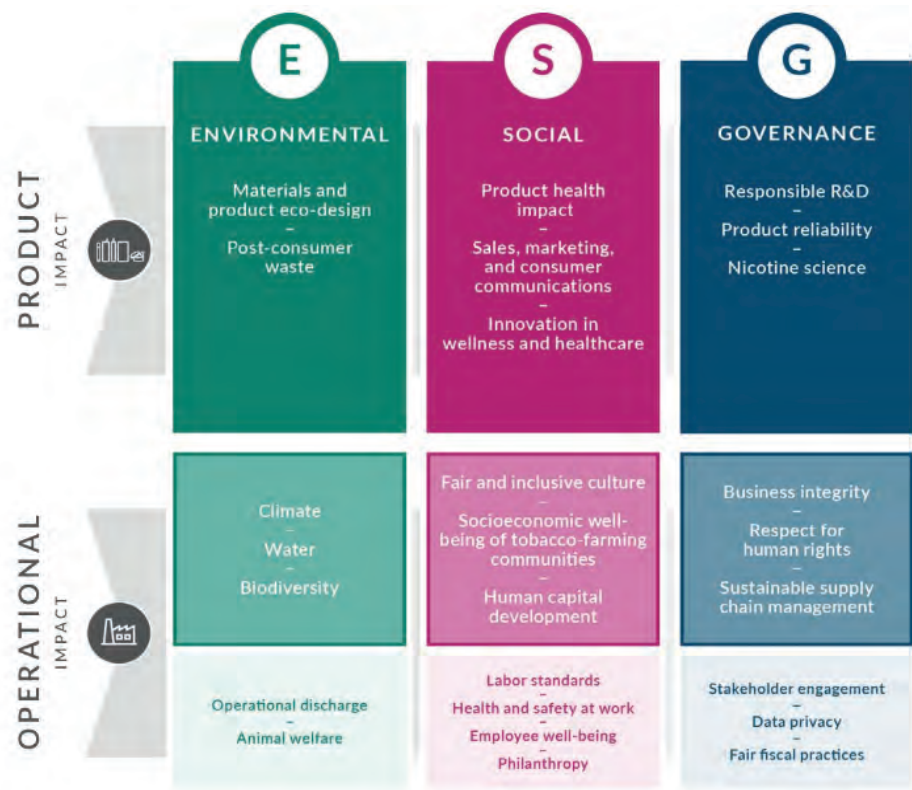 E
ENVIRONMENTAL
S
SOCIAL
G
GOVERNANCE
PRODUCT
IMPACT
Materials and
product eco-design
–
Post-consumer
waste
Product health
impact
–
Sales, marketing,
and consumer
communications
–
Innovation in
wellness and healthcare
Responsible R&D
–
Product reliability
–
Nicotine science
OPERATIONAL
IMPACT
Climate
–
Water
–
Biodiversity
Fair and inclusive culture
–
Socioeconomic well-
being of tobacco-farming
communities
–
Human capital
development
Business integrity
–
Respect for
human rights
–
Sustainable supply
chain management
Operational discharge
–
Animal welfare
Labor standards
–
Health and safety at work
–
Employee well-being
–
Philanthropy
Stakeholder engagement
–
Data privacy
–
Fair fiscal practices